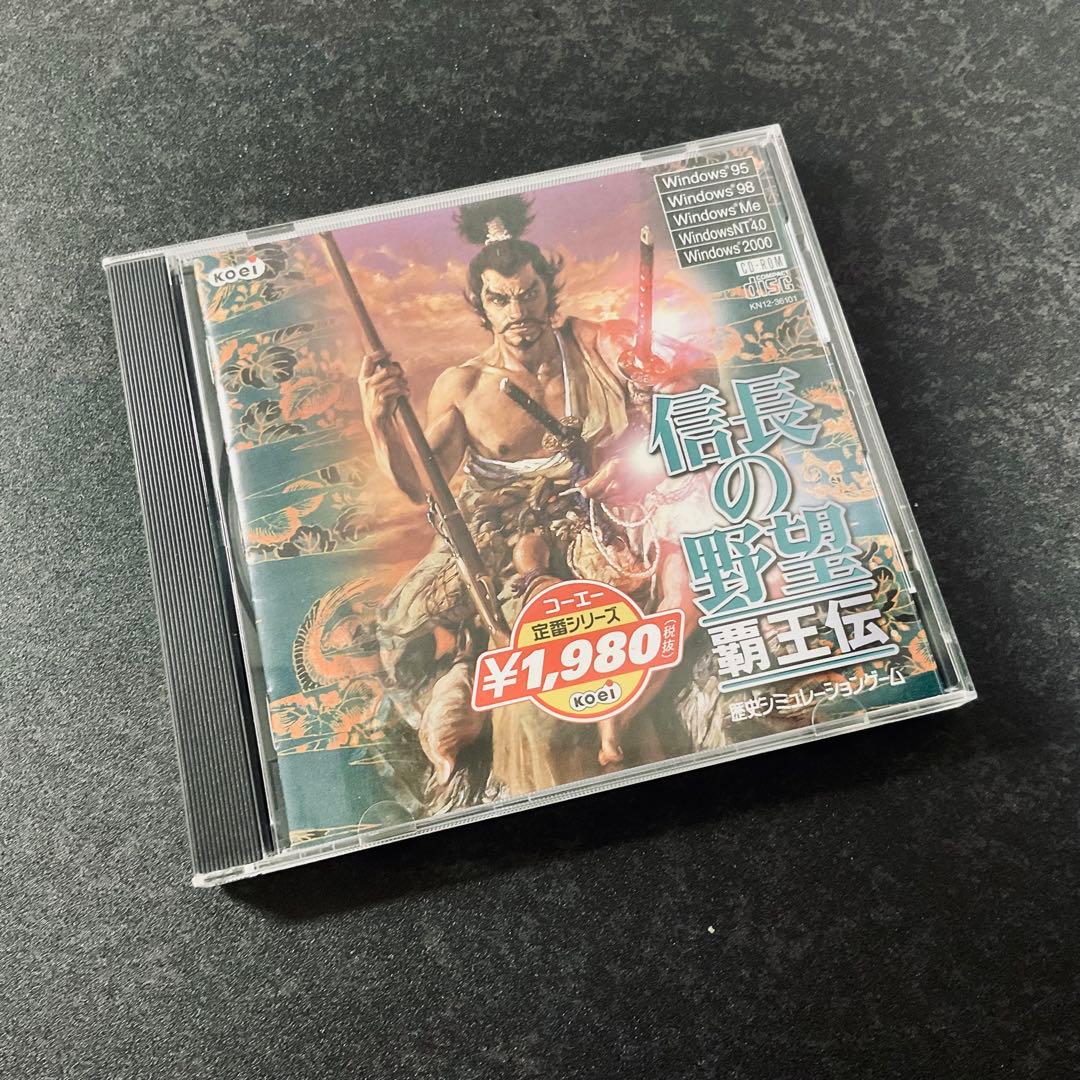 Koei
Windows®95
Windows®98
Windows®Me
WindowsNT®4.0
Windows®2000
CD-ROM
COMPACT
disc
KN12-36101
信長
の
野望
覇王伝
歴史シミュレーションゲーム
コーエー
定番シリーズ
¥1,980
(税抜)
Koei